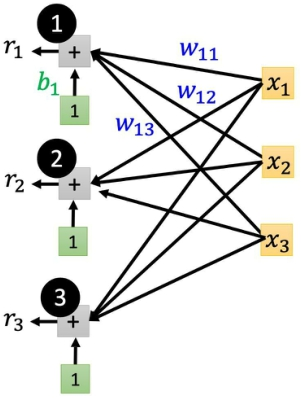 1
r₁ + w₁₁
b₁ x₁
w₁₂
1 w₁₃
2 x₂
r₂ +
1 x₃
3
r₃ +
1